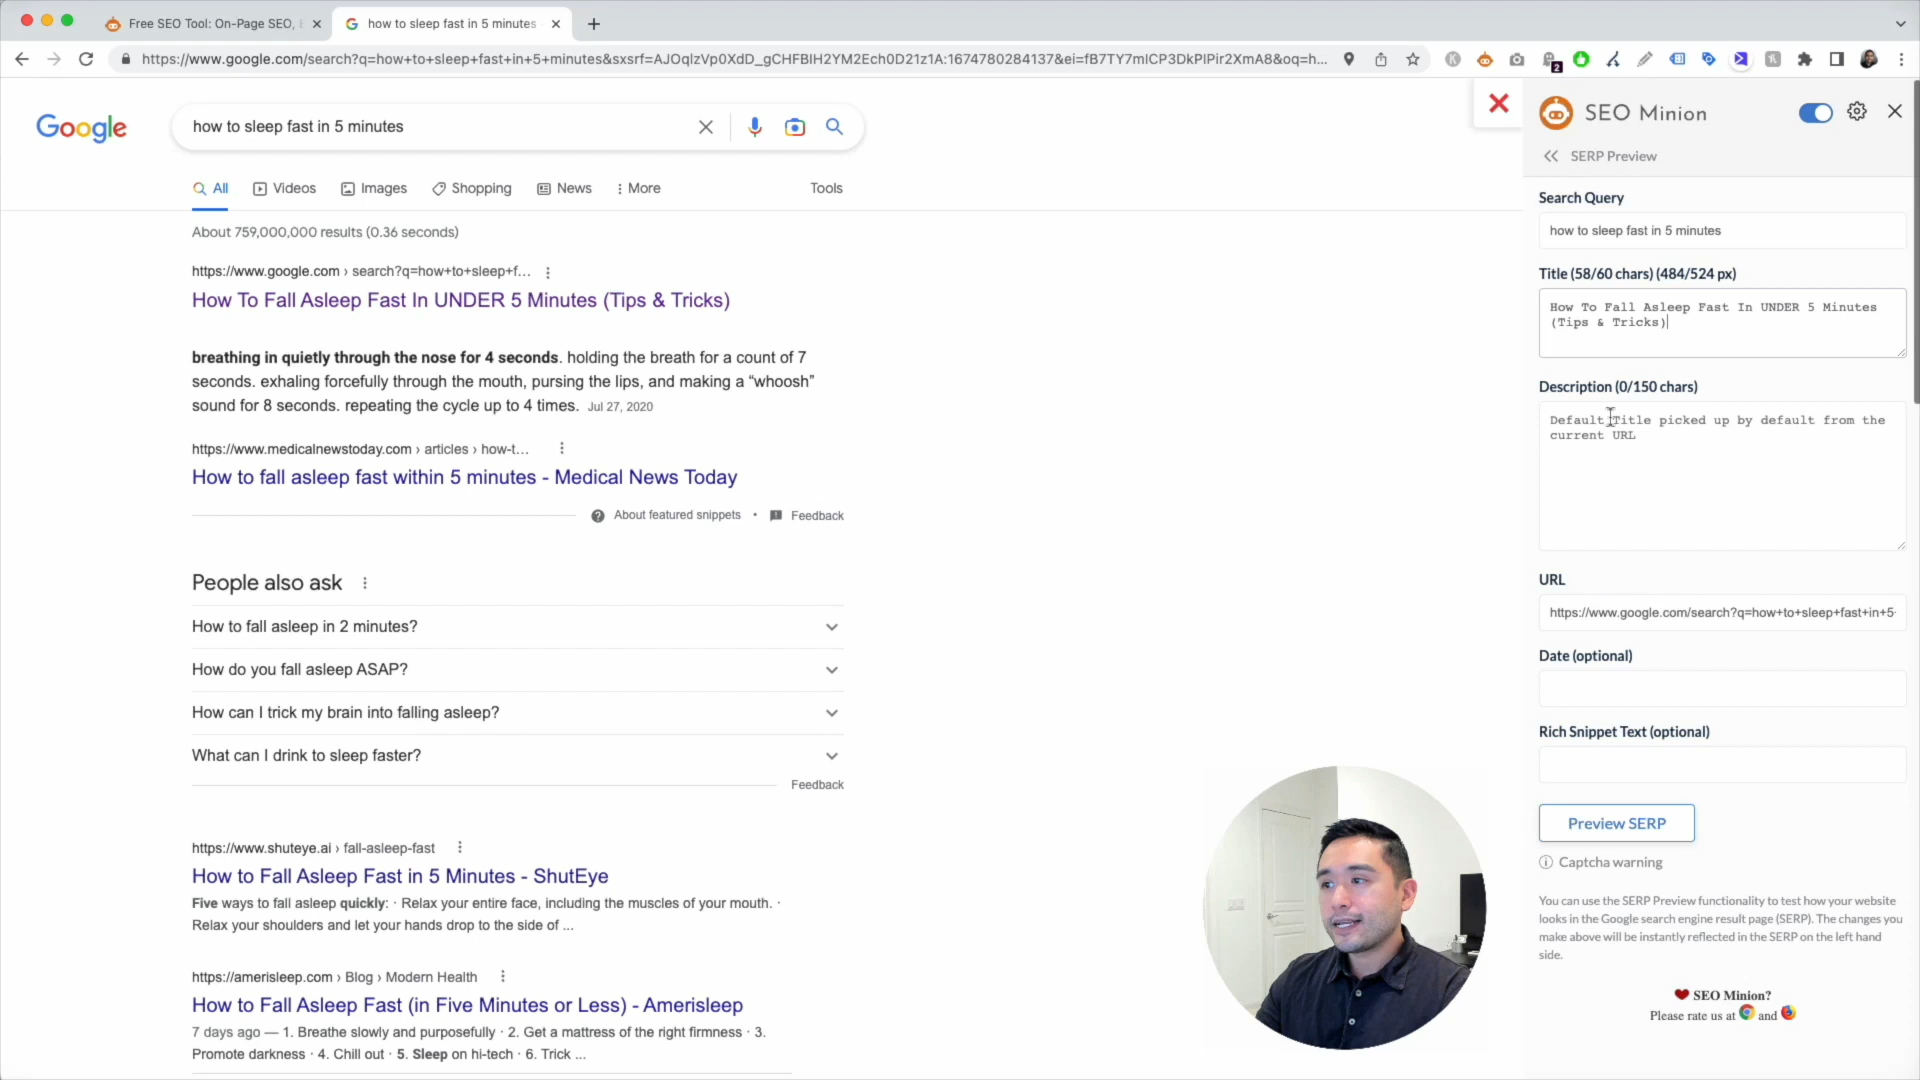 Free SEO Tool: On-Page SEO,
how to sleep fast in 5 minutes
https://www.google.com/search?q=how+to+sleep+fast+in+5+minutes&sxsrf=AJOqlzVp0XdD_gCHFBIH2YM2Ech0D21z1A:1674780284137&ei=fB7TY7mlCP3DkPlPir2XmA8&oq=h...
2
Google
how to sleep fast in 5 minutes
All
Videos
Images
Shopping
News
More
Tools
About 759,000,000 results (0.36 seconds)
https://www.google.com › search?q=how+to+sleep+f...
How To Fall Asleep Fast In UNDER 5 Minutes (Tips & Tricks)
breathing in quietly through the nose for 4 seconds. holding the breath for a count of 7
seconds. exhaling forcefully through the mouth, pursing the lips, and making a “whoosh”
sound for 8 seconds. repeating the cycle up to 4 times. Jul 27, 2020
https://www.medicalnewstoday.com › articles › how-t...
How to fall asleep fast within 5 minutes - Medical News Today
About featured snippets • Feedback
People also ask
How to fall asleep in 2 minutes?
How do you fall asleep ASAP?
How can I trick my brain into falling asleep?
What can I drink to sleep faster?
Feedback
https://www.shuteye.ai › fall-asleep-fast
How to Fall Asleep Fast in 5 Minutes - ShutEye
Five ways to fall asleep quickly: · Relax your entire face, including the muscles of your mouth. ·
Relax your shoulders and let your hands drop to the side of ...
https://amerisleep.com › Blog › Modern Health
How to Fall Asleep Fast (in Five Minutes or Less) - Amerisleep
7 days ago — 1. Breathe slowly and purposefully · 2. Get a mattress of the right firmness · 3.
Promote darkness · 4. Chill out · 5. Sleep on hi-tech · 6. Trick ...
SEO Minion
SERP Preview
Search Query
how to sleep fast in 5 minutes
Title (58/60 chars) (484/524 px)
How To Fall Asleep Fast In UNDER 5 Minutes
(Tips & Tricks)
Description (0/150 chars)
Default Title picked up by default from the
current URL
URL
https://www.google.com/search?q=how+to+sleep+fast+in+5-
Date (optional)
Rich Snippet Text (optional)
Preview SERP
Captcha warning
You can use the SERP Preview functionality to test how your website
looks in the Google search engine result page (SERP). The changes you
make above will be instantly reflected in the SERP on the left hand
side.
SEO Minion?
Please rate us at and